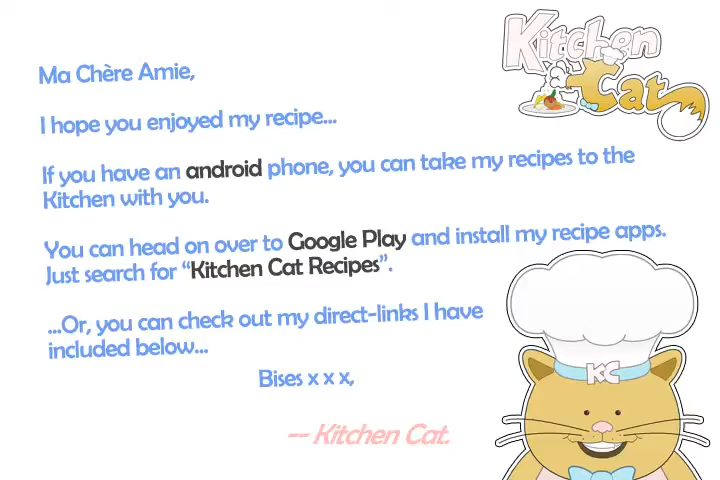 Kitchen
Cat
Ma Chère Amie,
I hope you enjoyed my recipe...
If you have an android phone, you can take my recipes to the
Kitchen with you.
You can head on over to Google Play and install my recipe apps.
Just search for “Kitchen Cat Recipes”.
...Or, you can check out my direct-links I have
included below...
Bises x x x,
-- Kitchen Cat.
KC